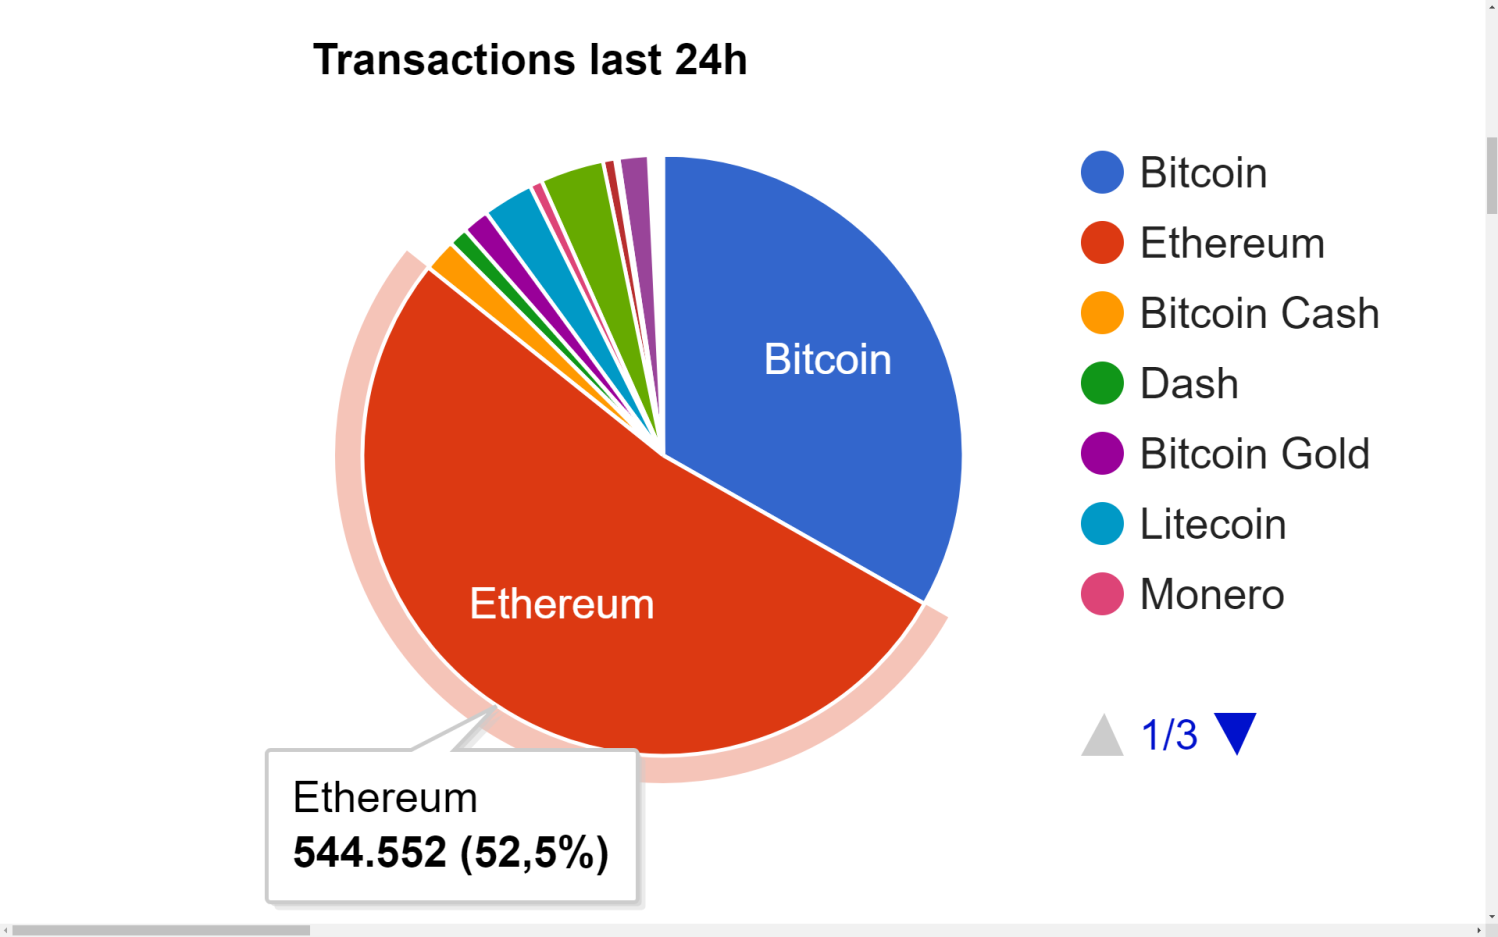 Transactions last 24h
Bitcoin
Ethereum
Ethereum
544.552 (52,5%)
Bitcoin
Ethereum
Bitcoin Cash
Dash
Bitcoin Gold
Litecoin
Monero
1/3